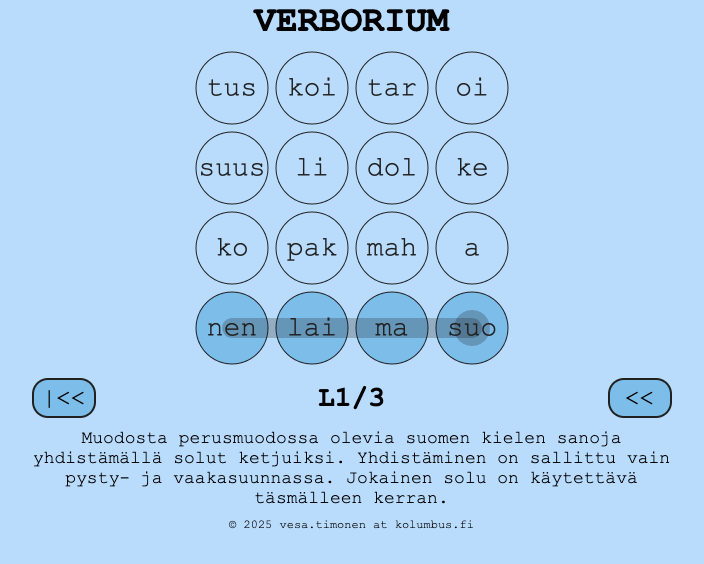 VERBORIUM
tus koi tar oi
suus li dol ke
ko pak mah a
nen lai ma suo
|<< L1/3 <<
Muodosta perusmuodossa olevia suomen kielen sanoja
yhdistämällä solut ketjuiksi. Yhdistäminen on sallittu vain
pysty- ja vaakasuunnassa. Jokainen solu on käytettävä
täsmälleen kerran.
© 2025 vesa.timonen at kolumbus.fi